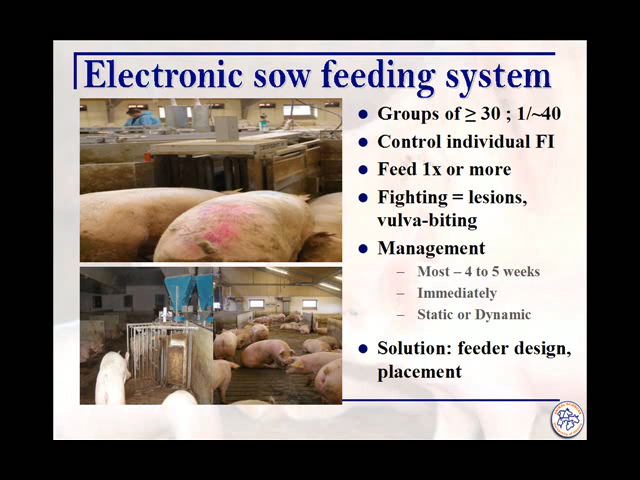 Electronic sow feeding system
Groups of ≥ 30 ; 1/~40
Control individual FI
Feed 1x or more
Fighting = lesions,
vulva-biting
Management
– Most – 4 to 5 weeks
– Immediately
– Static or Dynamic
Solution: feeder design,
placement